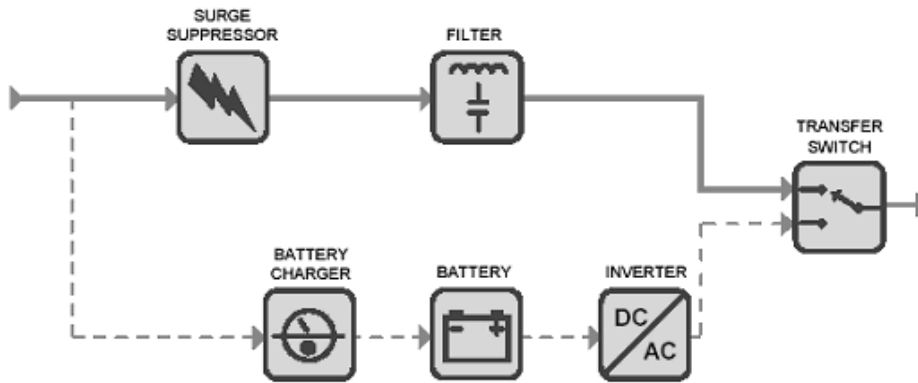 SURGE
SUPPRESSOR
FILTER
TRANSFER
SWITCH
BATTERY
CHARGER
BATTERY
INVERTER
DC
AC